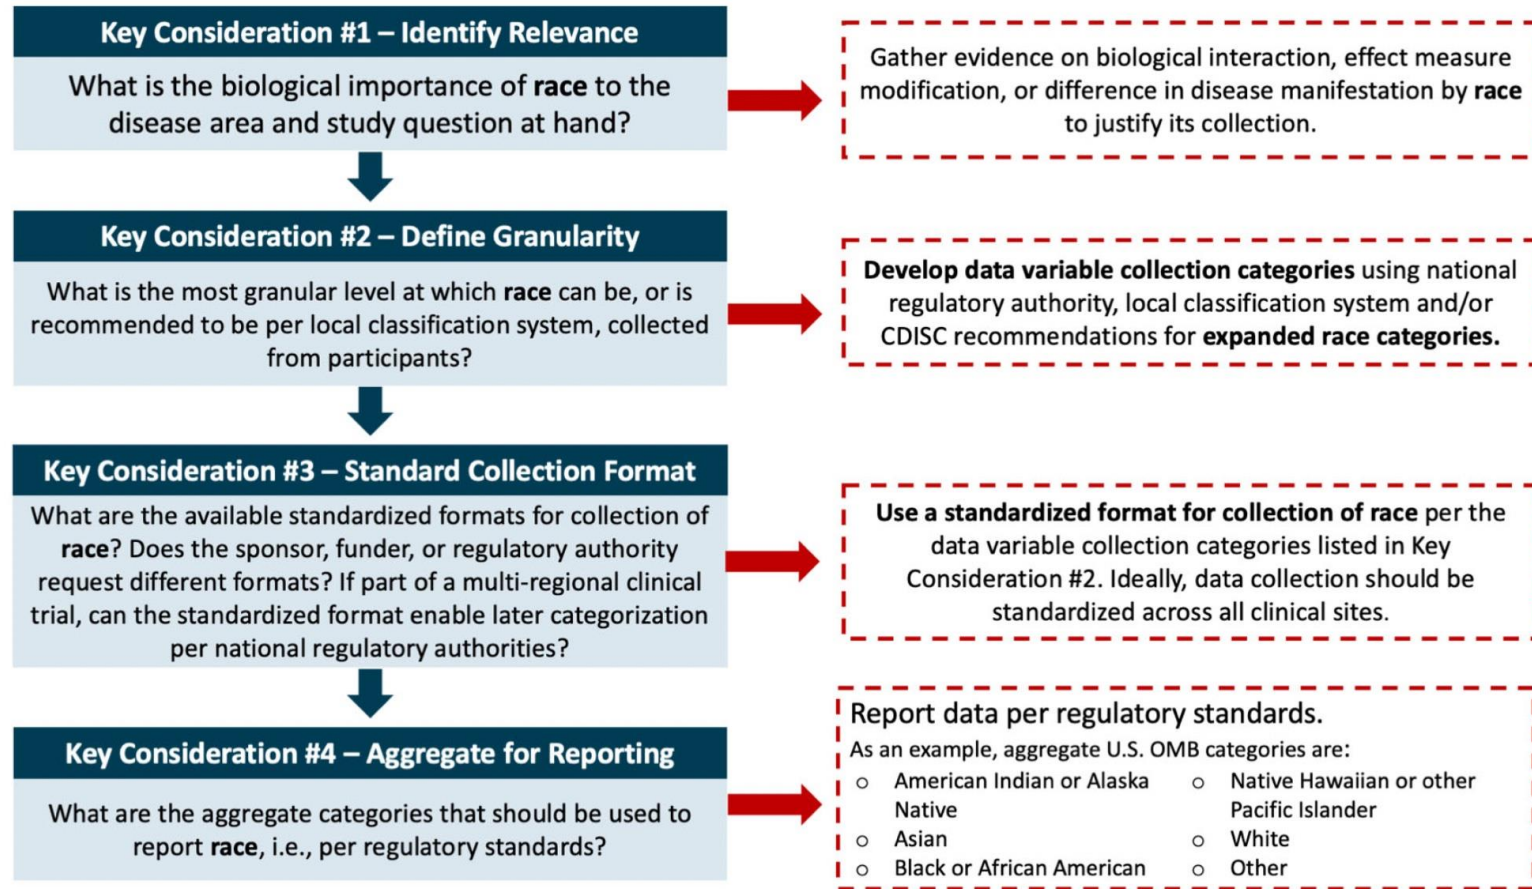 Key Consideration #1 – Identify Relevance
What is the biological importance of race to the
disease area and study question at hand?
Gather evidence on biological interaction, effect measure
modification, or difference in disease manifestation by race
to justify its collection.
Key Consideration #2 – Define Granularity
What is the most granular level at which race can be, or is
recommended to be per local classification system, collected
from participants?
Develop data variable collection categories using national
regulatory authority, local classification system and/or
CDISC recommendations for expanded race categories.
Key Consideration #3 – Standard Collection Format
What are the available standardized formats for collection of
race? Does the sponsor, funder, or regulatory authority
request different formats? If part of a multi-regional clinical
trial, can the standardized format enable later categorization
per national regulatory authorities?
Use a standardized format for collection of race per the
data variable collection categories listed in Key
Consideration #2. Ideally, data collection should be
standardized across all clinical sites.
Key Consideration #4 – Aggregate for Reporting
What are the aggregate categories that should be used to
report race, i.e., per regulatory standards?
Report data per regulatory standards.
As an example, aggregate U.S. OMB categories are:
o American Indian or Alaska
Native
o Asian
o Black or African American
o Native Hawaiian or other
Pacific Islander
o White
o Other